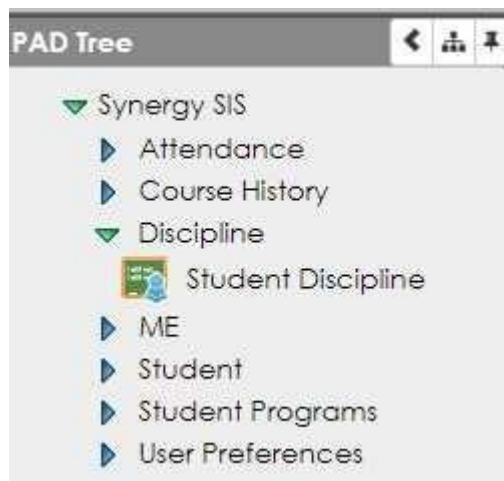 PAD Tree
Synergy SIS
Attendance
Course History
Discipline
Student Discipline
ME
Student
Student Programs
User Preferences